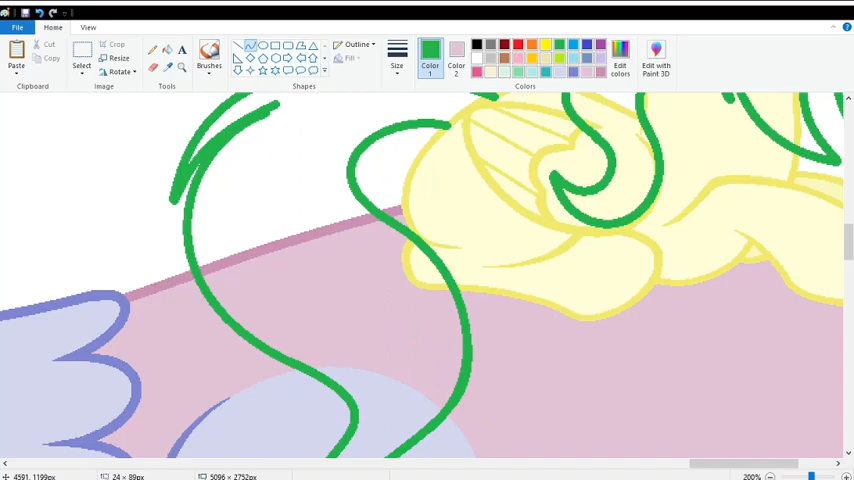 File Home View
Paste Cut Copy Clipboard
Select Crop Resize Rotate Image
A Tools
Brushes
Shapes
Outline Fill
Size
Color 1 Color 2 Colors
Edit colors
Edit with Paint 3D
4591, 1199px 24 × 89px 5096 × 2752px 200%